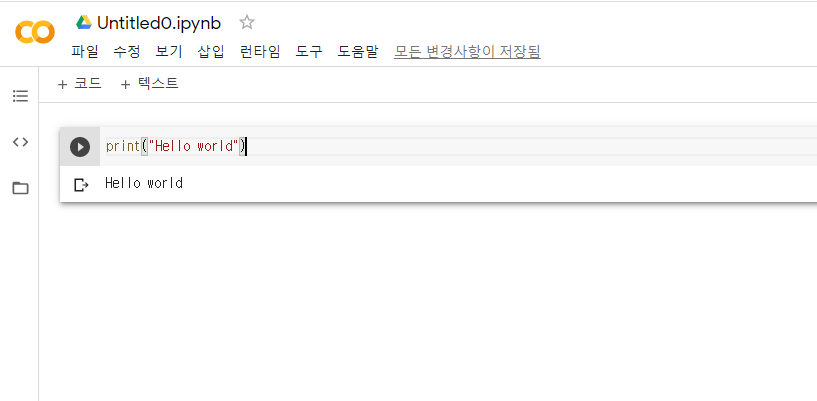 Untitled0.ipynb
파일 수정 보기 삽입 런타임 도구 도움말 모든 변경사항이 저장됨
+ 코드 + 텍스트
print("Hello world")
Hello world